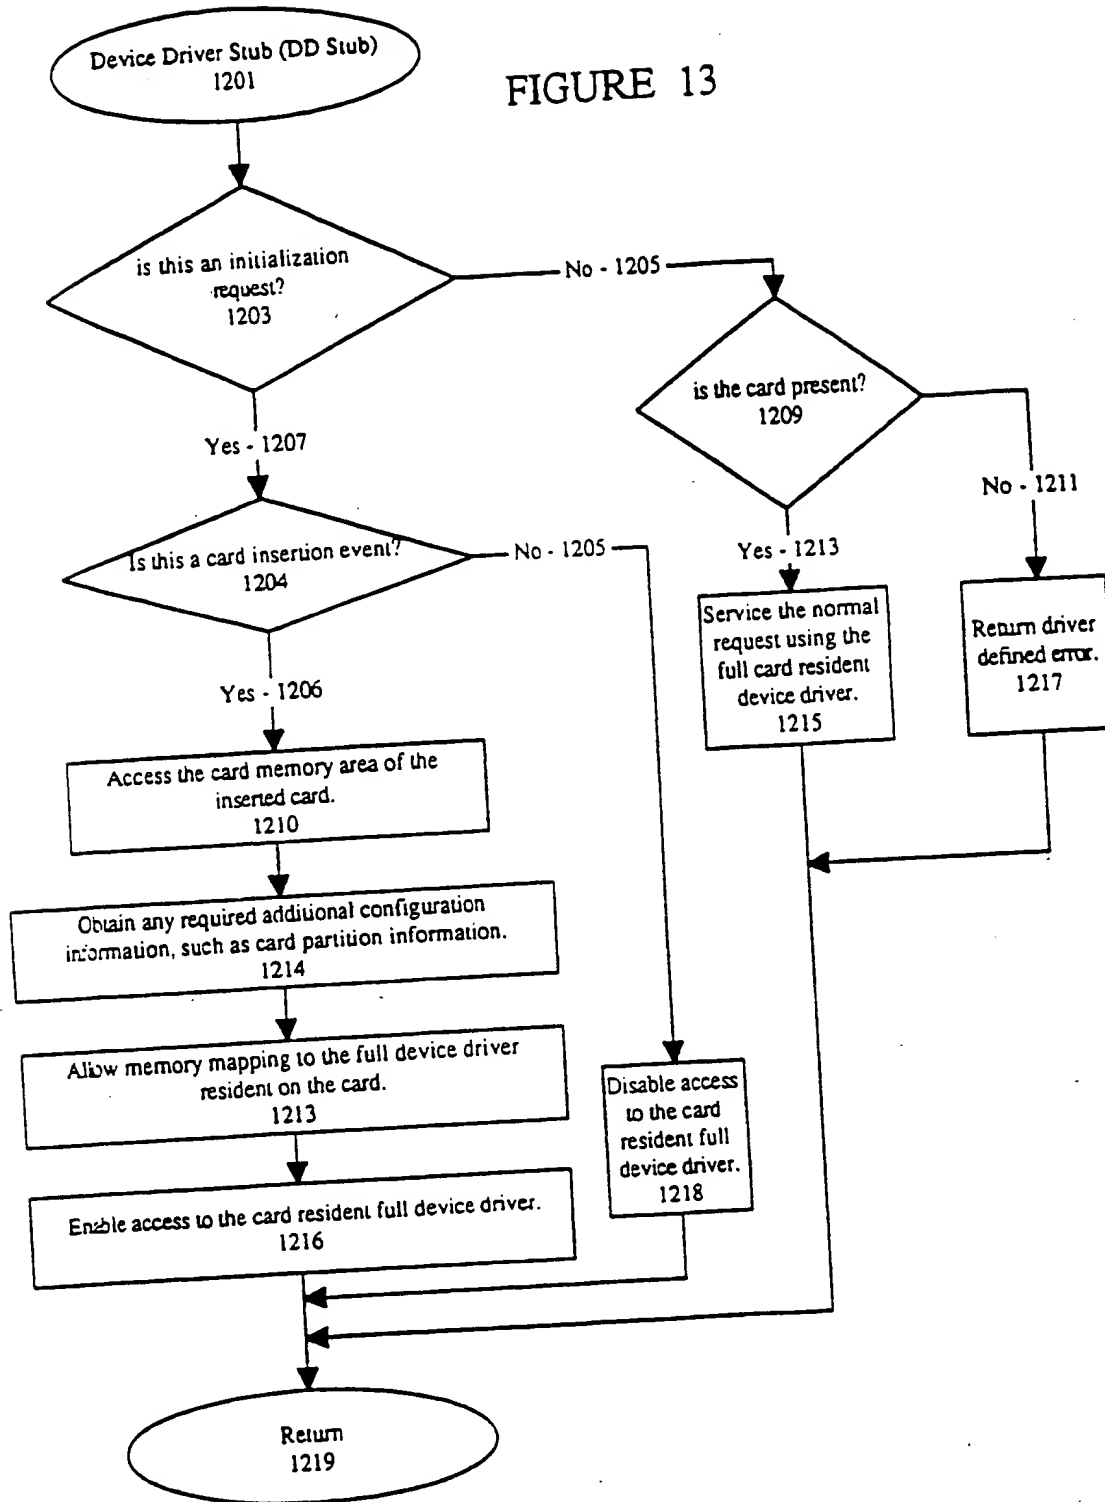 Device Driver Stub (DD Stub)
1201
FIGURE 13
is this an initialization
request?
1203
No - 1205
is the card present?
1209
Yes - 1207
No - 1211
Is this a card insertion event?
1204
No - 1205
Yes - 1213
Service the normal
request using the
full card resident
device driver.
1215
Return driver
defined error.
1217
Yes - 1206
Access the card memory area of the
inserted card.
1210
Obtain any required additional configuration
information, such as card partition information.
1214
Allow memory mapping to the full device driver
resident on the card.
1213
Disable access
to the card
resident full
device driver.
1218
Enable access to the card resident full device driver.
1216
Return
1219